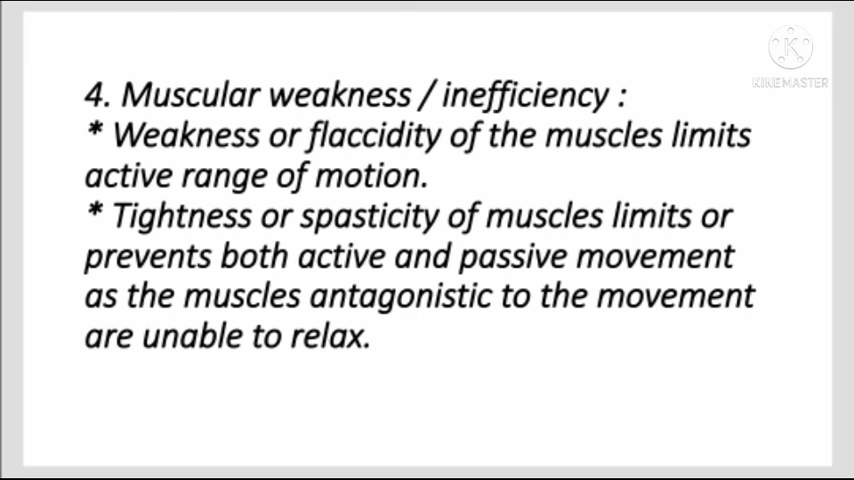 KINEMASTER
4. Muscular weakness / inefficiency :
* Weakness or flaccidity of the muscles limits
active range of motion.
* Tightness or spasticity of muscles limits or
prevents both active and passive movement
as the muscles antagonistic to the movement
are unable to relax.